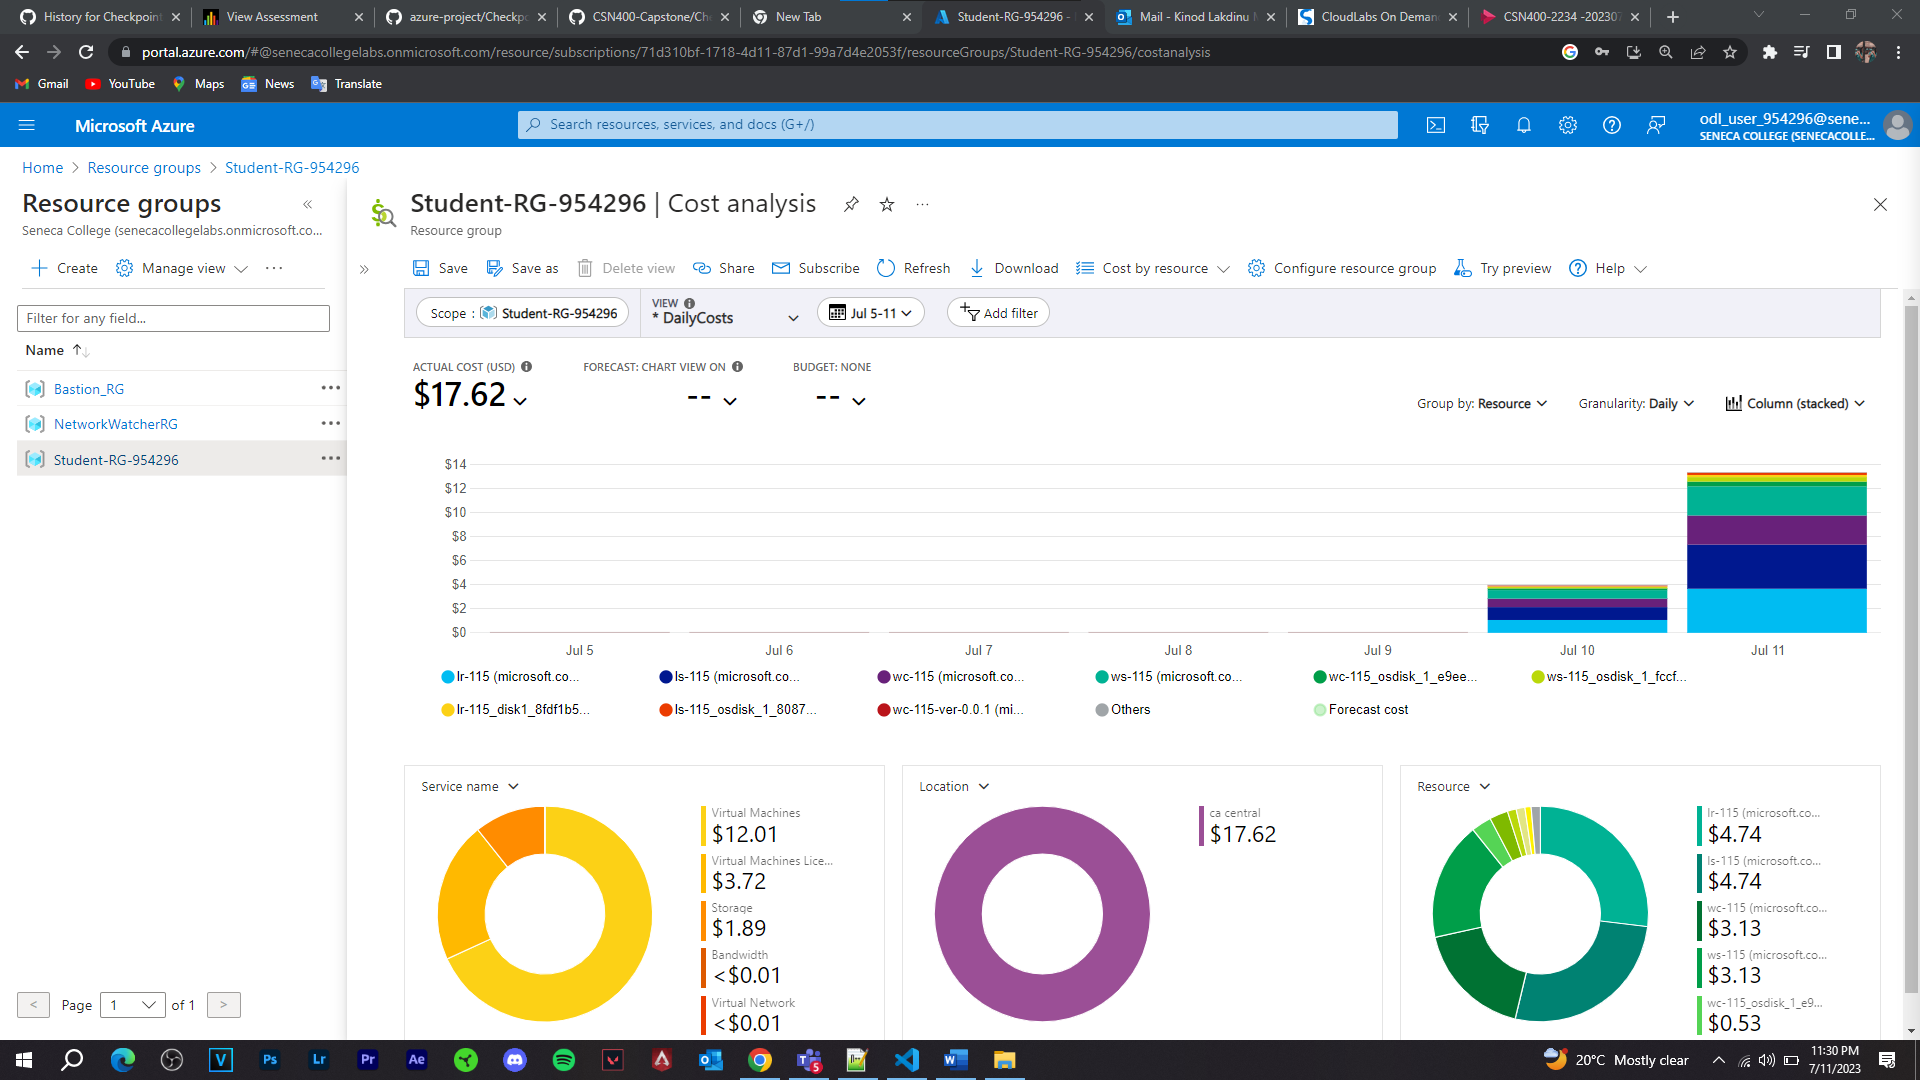 History for Checkpoint
View Assessment
azure-project/Checkpo
CSN400-Capstone/Che
New Tab
Student-RG-954296 -
Mail - Kinod Lakdinu M
CloudLabs On Deman
CSN400-2234 -202307
portal.azure.com/#@senecacollegelabs.onmicrosoft.com/resource/subscriptions/71d310bf-1718-4d11-87d1-99a7d4e2053f/resourceGroups/Student-RG-954296/costanalysis
Gmail YouTube Maps News Translate
Microsoft Azure
Search resources, services, and docs (G+/)
odl_user_954296@sene...
SENECA COLLEGE (SENECACOLLE...
Home > Resource groups > Student-RG-954296
Resource groups
Seneca College (senecacollegelabs.onmicrosoft.co...
Create Manage view ...
Filter for any field...
Name
Bastion_RG
NetworkWatcherRG
Student-RG-954296
< Page 1 of 1 >
Student-RG-954296 | Cost analysis
Resource group
Save Save as Delete view Share Subscribe Refresh Download Cost by resource Configure resource group Try preview Help
Scope : Student-RG-954296
VIEW
* DailyCosts
Jul 5-11
Add filter
ACTUAL COST (USD)
$17.62
FORECAST: CHART VIEW ON
--
BUDGET: NONE
--
Group by: Resource
Granularity: Daily
Column (stacked)
$14
$12
$10
$8
$6
$4
$2
$0
Jul 5 Jul 6 Jul 7 Jul 8 Jul 9 Jul 10 Jul 11
lr-115 (microsoft.co... ls-115 (microsoft.co... wc-115 (microsoft.co... ws-115 (microsoft.co... wc-115_osdisk_1_e9ee... ws-115_osdisk_1_fccf...
lr-115_disk1_8fdf1b5... ls-115_osdisk_1_8087... wc-115-ver-0.0.1 (mi... Others Forecast cost
Service name
Virtual Machines
$12.01
Virtual Machines Lice...
$3.72
Storage
$1.89
Bandwidth
<$0.01
Virtual Network
<$0.01
Location
ca central
$17.62
Resource
lr-115 (microsoft.co...
$4.74
ls-115 (microsoft.co...
$4.74
wc-115 (microsoft.co...
$3.13
ws-115 (microsoft.co...
$3.13
wc-115_osdisk_1_e9...
$0.53
V Ps Lr Pr Ae
5
20°C Mostly clear
11:30 PM
7/11/2023